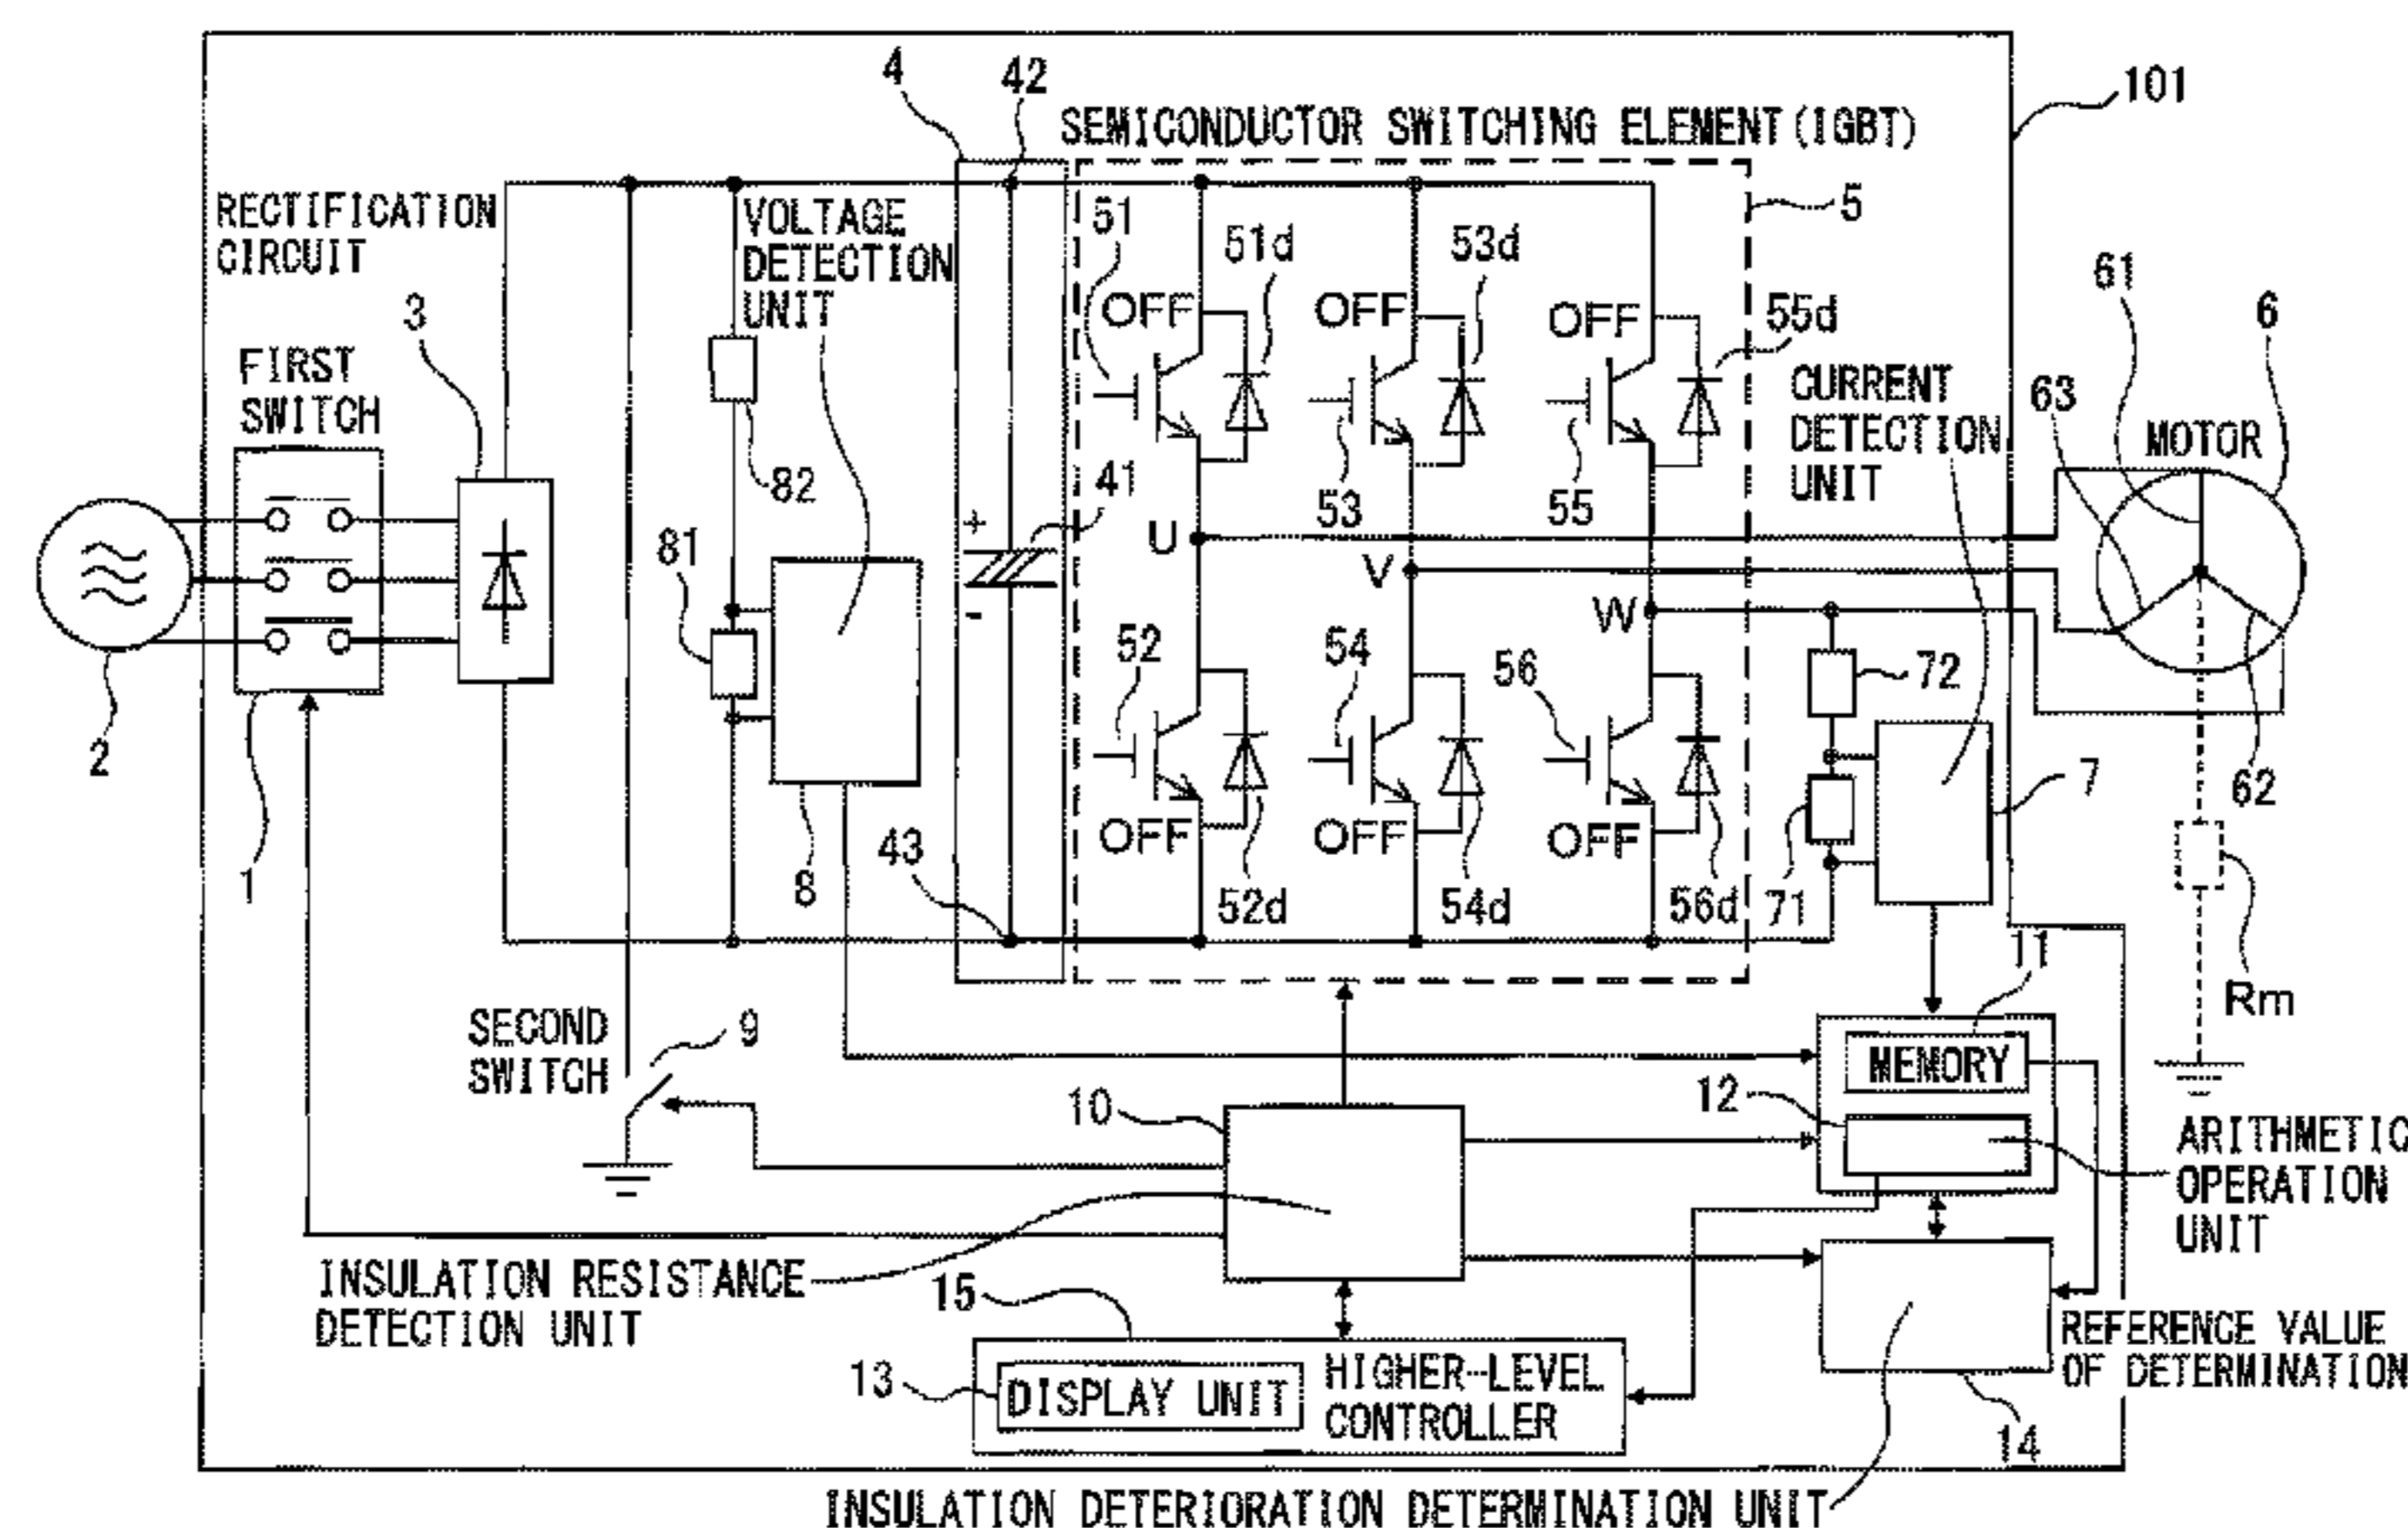 4
42
101
SEMICONDUCTOR SWITCHING ELEMENT(IGBT)
RECTIFICATION
CIRCUIT
VOLTAGE
DETECTION
UNIT
51
51d
53d
5
61
6
3
OFF
OFF
OFF
55d
FIRST
SWITCH
CURRENT
DETECTION
UNIT
63
MOTOR
82
+
41
53
55
81
U
V
W
-
52
54
56
72
2
1
8
43
OFF
OFF
OFF
52d
54d
56d
71
7
62
11
Rm
SECOND
SWITCH
9
10
MEMORY
12
ARITHMETIC
OPERATION
UNIT
INSULATION RESISTANCE
DETECTION UNIT
15
13
DISPLAY UNIT
HIGHER-LEVEL
CONTROLLER
REFERENCE VALUE
OF DETERMINATION
14
INSULATION DETERIORATION DETERMINATION UNIT